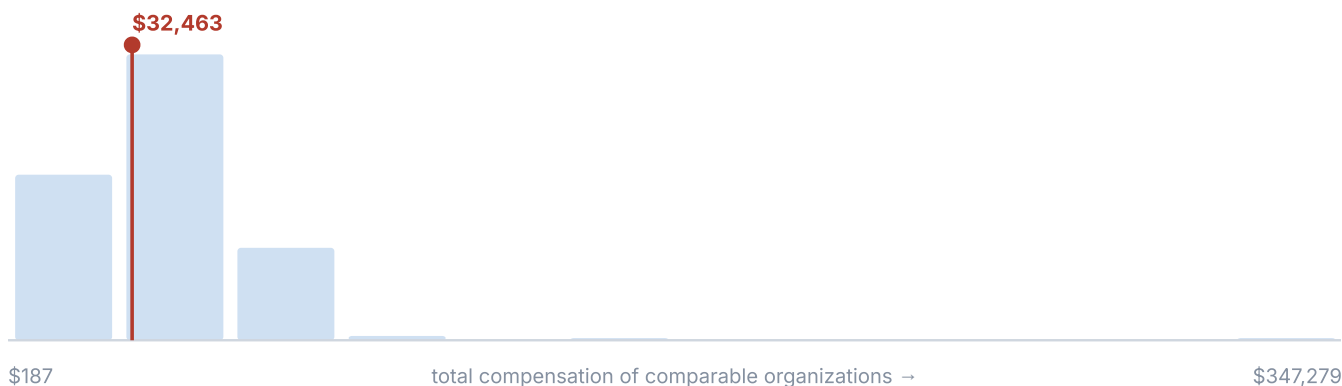 $32,463
$187 total compensation of comparable organizations → $347,279